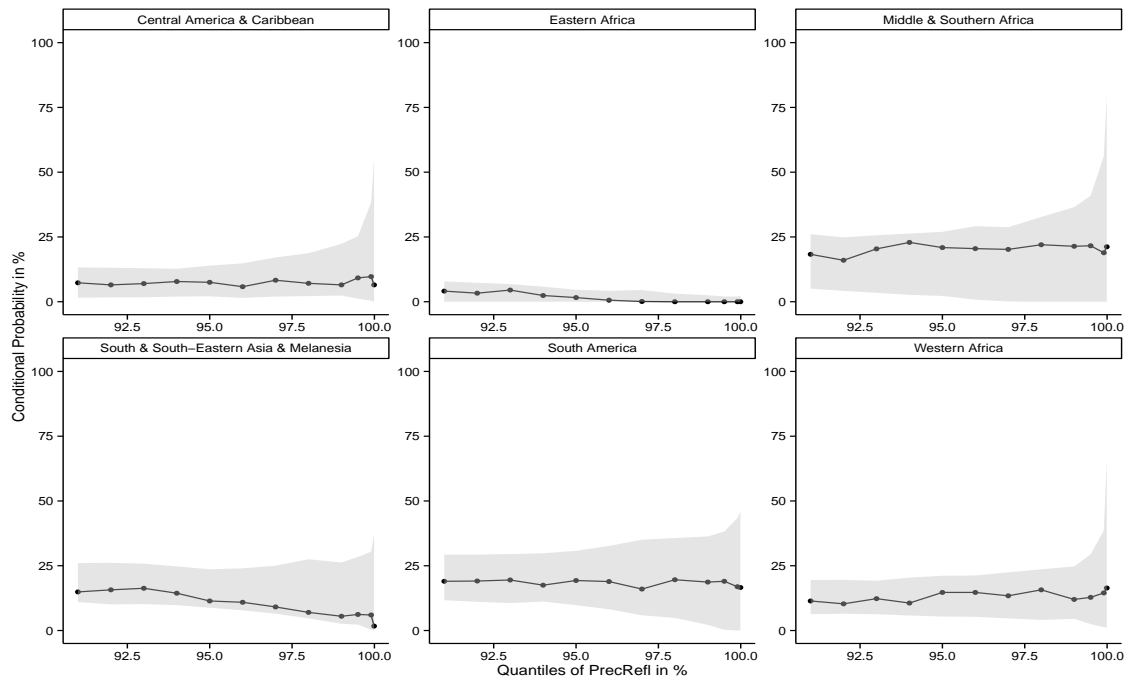 Central America & Caribbean
Eastern Africa
Middle & Southern Africa
100
75
50
25
0
92.5 95.0 97.5 100.0
100
75
50
25
0
92.5 95.0 97.5 100.0
100
75
50
25
0
92.5 95.0 97.5 100.0
Conditional Probability in %
South & South−Eastern Asia & Melanesia
South America
Western Africa
100
75
50
25
0
92.5 95.0 97.5 100.0
100
75
50
25
0
92.5 95.0 97.5 100.0
100
75
50
25
0
92.5 95.0 97.5 100.0
Quantiles of PrecRefl in %